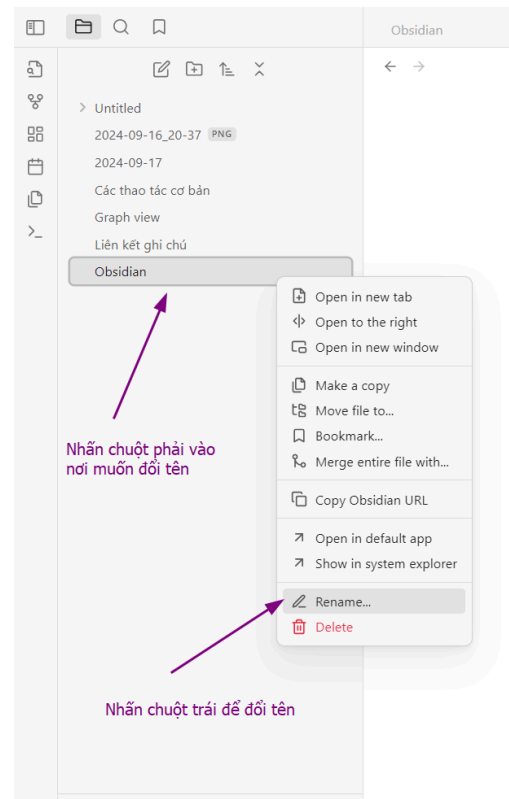 Obsidian
Untitled
2024-09-16_20-37 PNG
2024-09-17
Các thao tác cơ bản
Graph view
Liên kết ghi chú
Obsidian
Open in new tab
Open to the right
Open in new window
Make a copy
Move file to...
Bookmark...
Merge entire file with...
Copy Obsidian URL
Open in default app
Show in system explorer
Rename...
Delete
Nhấn chuột phải vào
nơi muốn đổi tên
Nhấn chuột trái để đổi tên